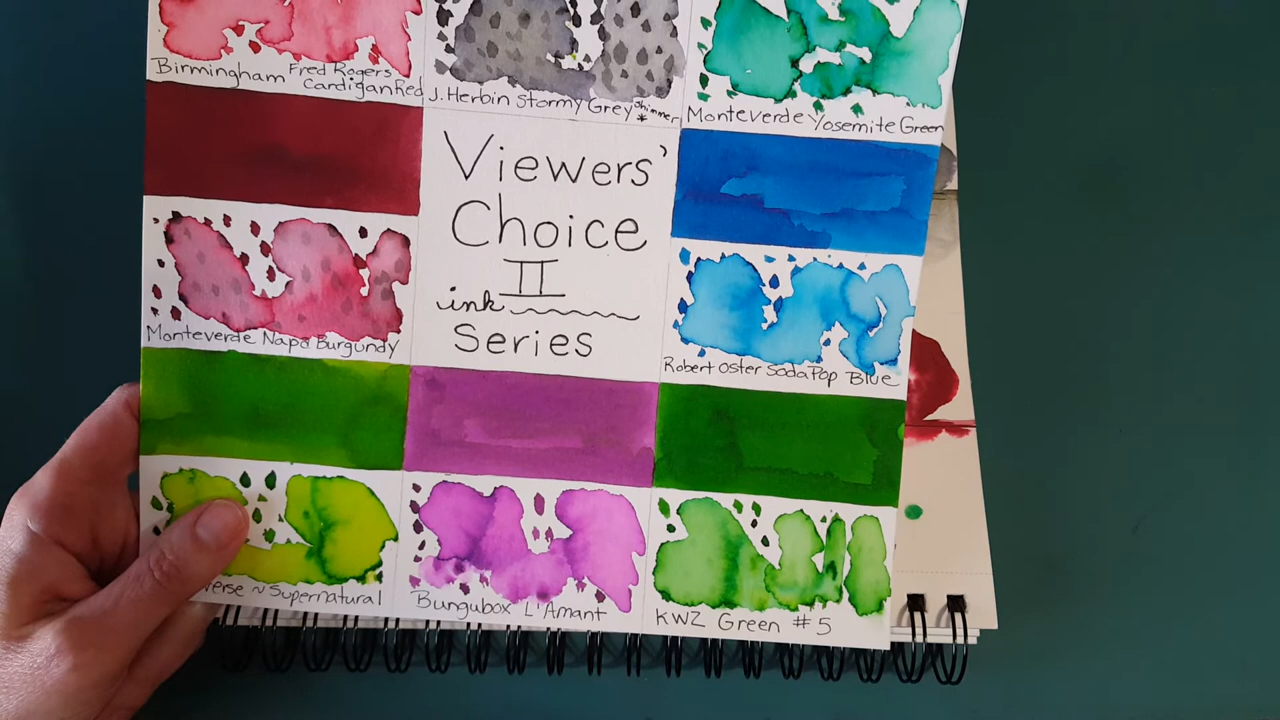 Birmingham Fred Rogers
Cardigan Red
J. Herbin Stormy Grey Shimmer
*
Monteverde Yosemite Green
Viewers'
Choice
II
ink
Series
Monteverde Napa Burgundy
Robert Oster Soda Pop Blue
~ Supernatural
Bungubox L'Amant
KWZ Green #5